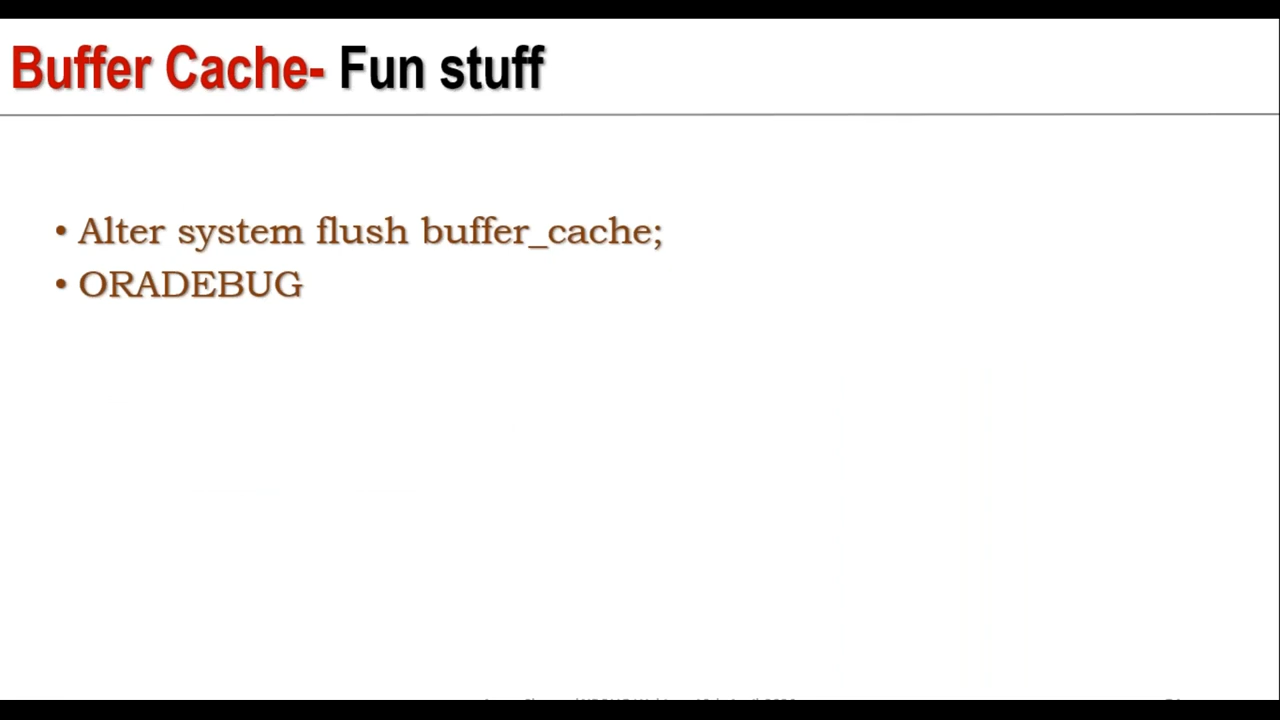 Buffer Cache- Fun stuff
• Alter system flush buffer_cache;
• ORADEBUG